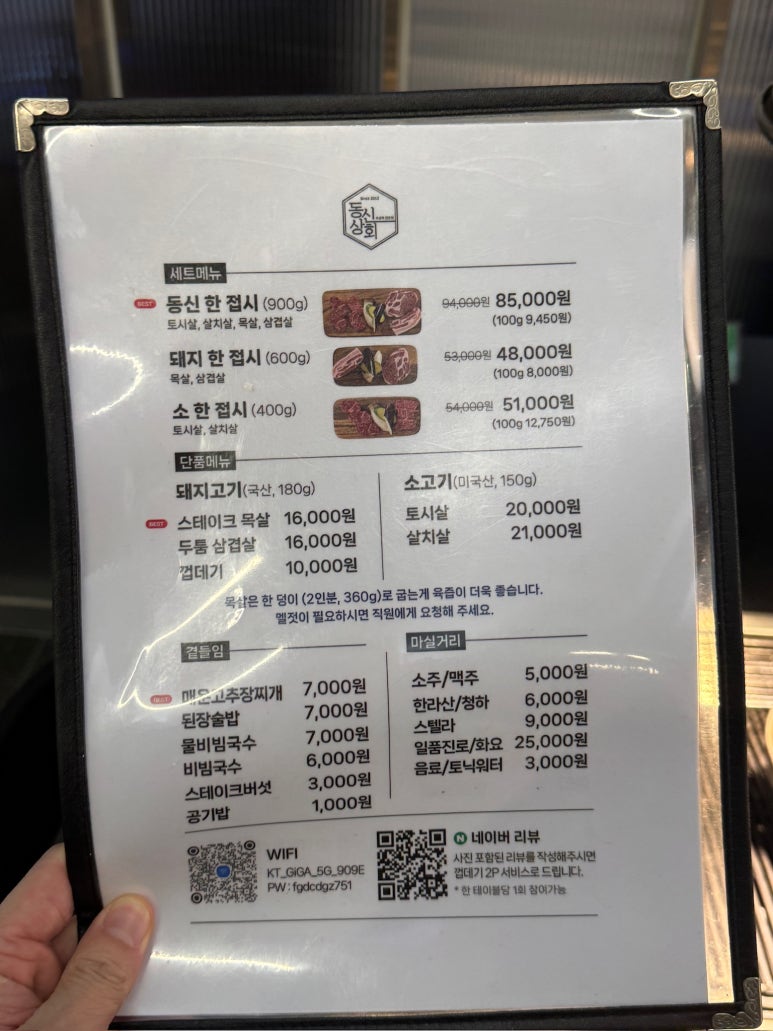 Since 2012
동신
상회
세트메뉴
BEST 동신 한 접시 (900g) 94,000원 85,000원
토시살, 살치살, 목살, 삼겹살 (100g 9,450원)
돼지 한 접시 (600g) 53,000원 48,000원
목살, 삼겹살 (100g 8,000원)
소 한 접시 (400g) 54,000원 51,000원
토시살, 살치살 (100g 12,750원)
단품메뉴
돼지고기(국산, 180g)
BEST 스테이크 목살 16,000원
두툼 삼겹살 16,000원
껍데기 10,000원
소고기(미국산, 150g)
토시살 20,000원
살치살 21,000원
목살은 한 덩이 (2인분, 360g)로 굽는게 육즙이 더욱 좋습니다.
멜젓이 필요하시면 직원에게 요청해 주세요.
곁들임
BEST 매운고추장찌개 7,000원
된장술밥 7,000원
물비빔국수 7,000원
비빔국수 6,000원
스테이크버섯 3,000원
공기밥 1,000원
마실거리
소주/맥주 5,000원
한라산/청하 6,000원
스텔라 9,000원
일품진로/화요 25,000원
음료/토닉워터 3,000원
WIFI
KT_GiGA_5G_909E
PW : fgdcdgz751
N 네이버 리뷰
사진 포함된 리뷰를 작성해주시면
껍데기 2P 서비스로 드립니다.
* 한 테이블당 1회 참여가능